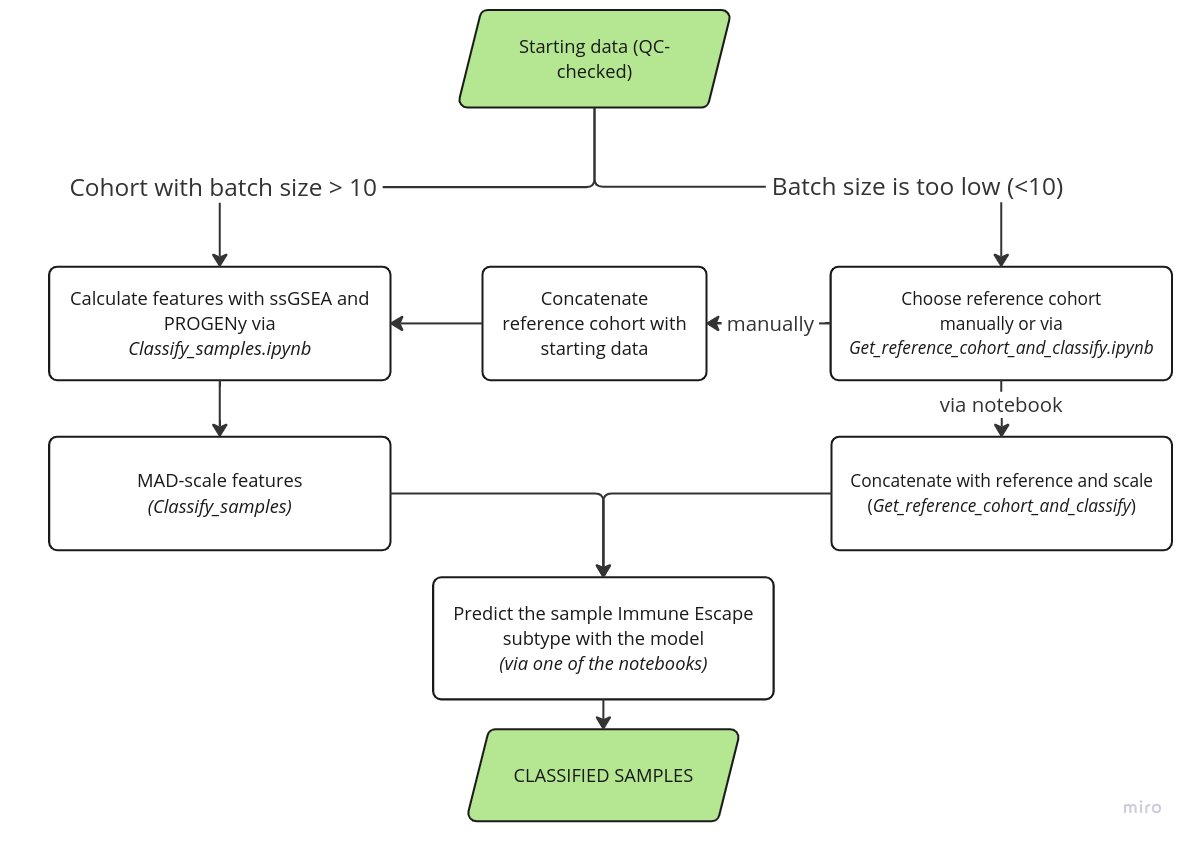 Starting data (QC-
checked)
Cohort with batch size > 10
Batch size is too low (<10)
Calculate features with ssGSEA and
PROGENy via
Classify_samples.ipynb
Concatenate
reference cohort with
starting data
manually
Choose reference cohort
manually or via
Get_reference_cohort_and_classify.ipynb
via notebook
MAD-scale features
(Classify_samples)
Concatenate with reference and scale
(Get_reference_cohort_and_classify)
Predict the sample Immune Escape
subtype with the model
(via one of the notebooks)
CLASSIFIED SAMPLES
miro